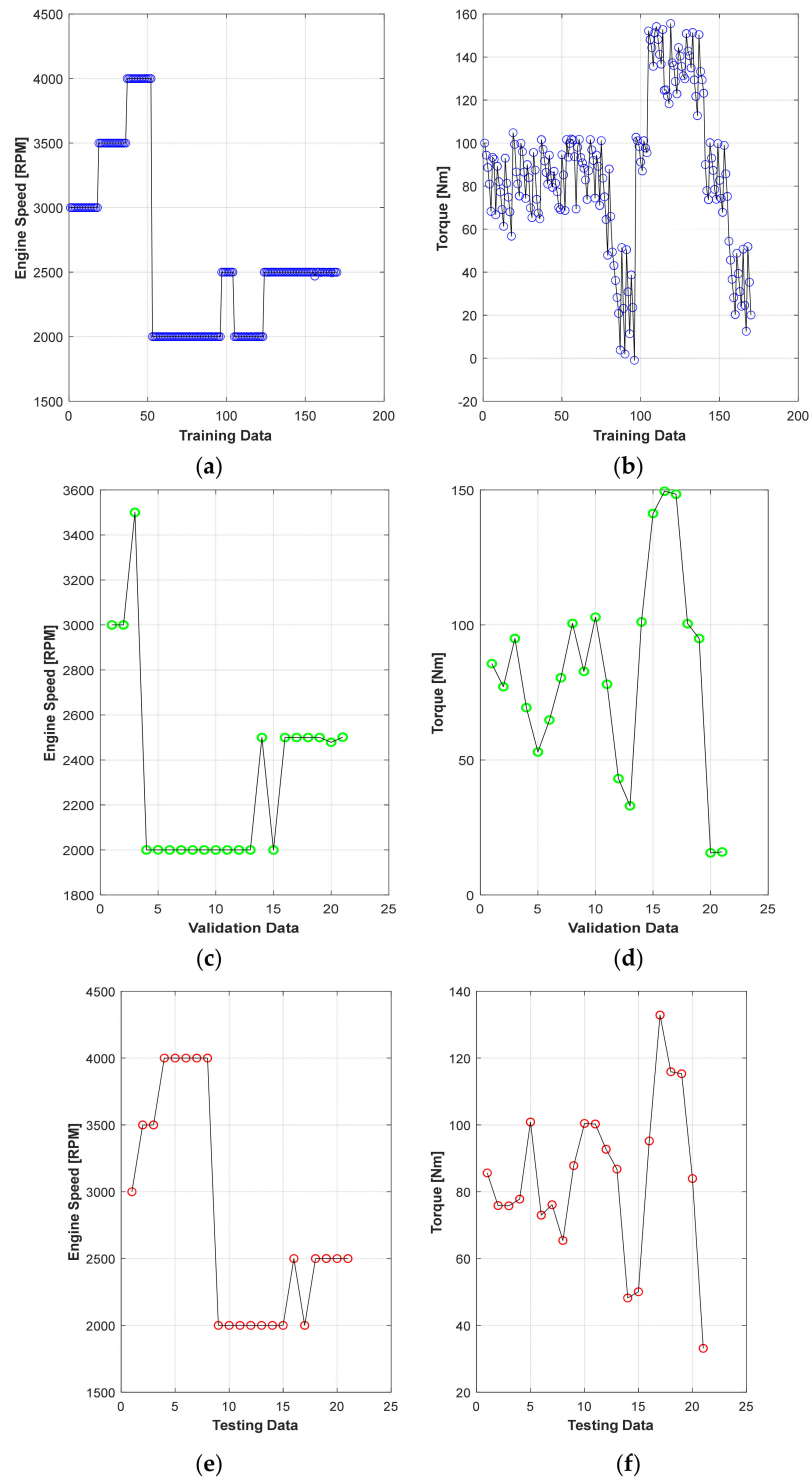 4500
4000
3500
3000
2500
2000
1500
Engine Speed [RPM]
0 50 100 150 200
Training Data
(a)
160
140
120
100
80
60
40
20
0
-20
Torque [Nm]
0 50 100 150 200
Training Data
(b)
3600
3400
3200
3000
2800
2600
2400
2200
2000
1800
Engine Speed [RPM]
0 5 10 15 20 25
Validation Data
(c)
150
100
50
0
Torque [Nm]
0 5 10 15 20 25
Validation Data
(d)
4500
4000
3500
3000
2500
2000
1500
Engine Speed [RPM]
0 5 10 15 20 25
Testing Data
(e)
140
120
100
80
60
40
20
Torque [Nm]
0 5 10 15 20 25
Testing Data
(f)